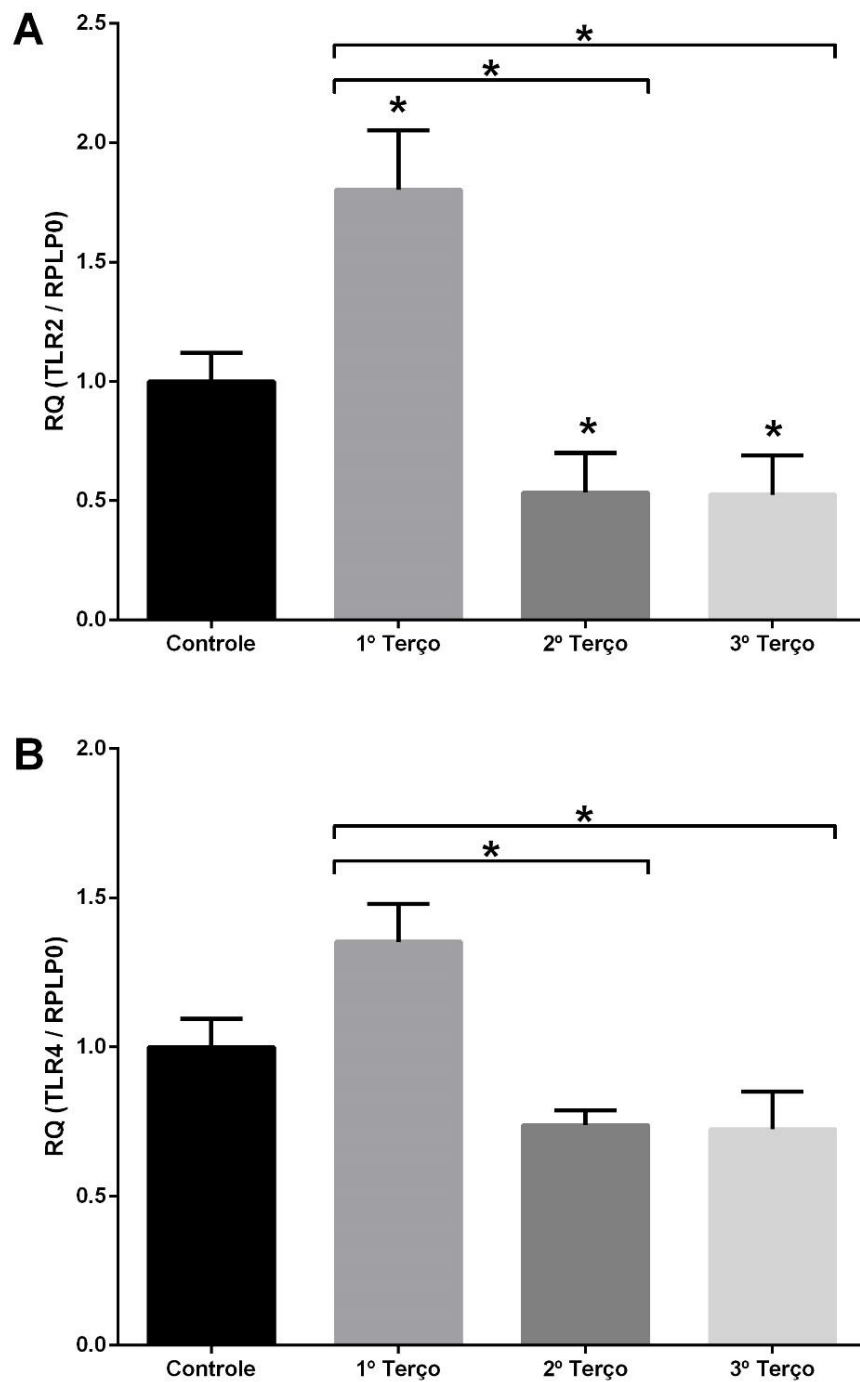 A
RQ (TLR2 / RPLP0)
2.5
2.0
1.5
1.0
0.5
0.0
*
*
*
*
*
Controle
1º Terço
2º Terço
3º Terço
B
RQ (TLR4 / RPLP0)
2.0
1.5
1.0
0.5
0.0
*
*
Controle
1º Terço
2º Terço
3º Terço